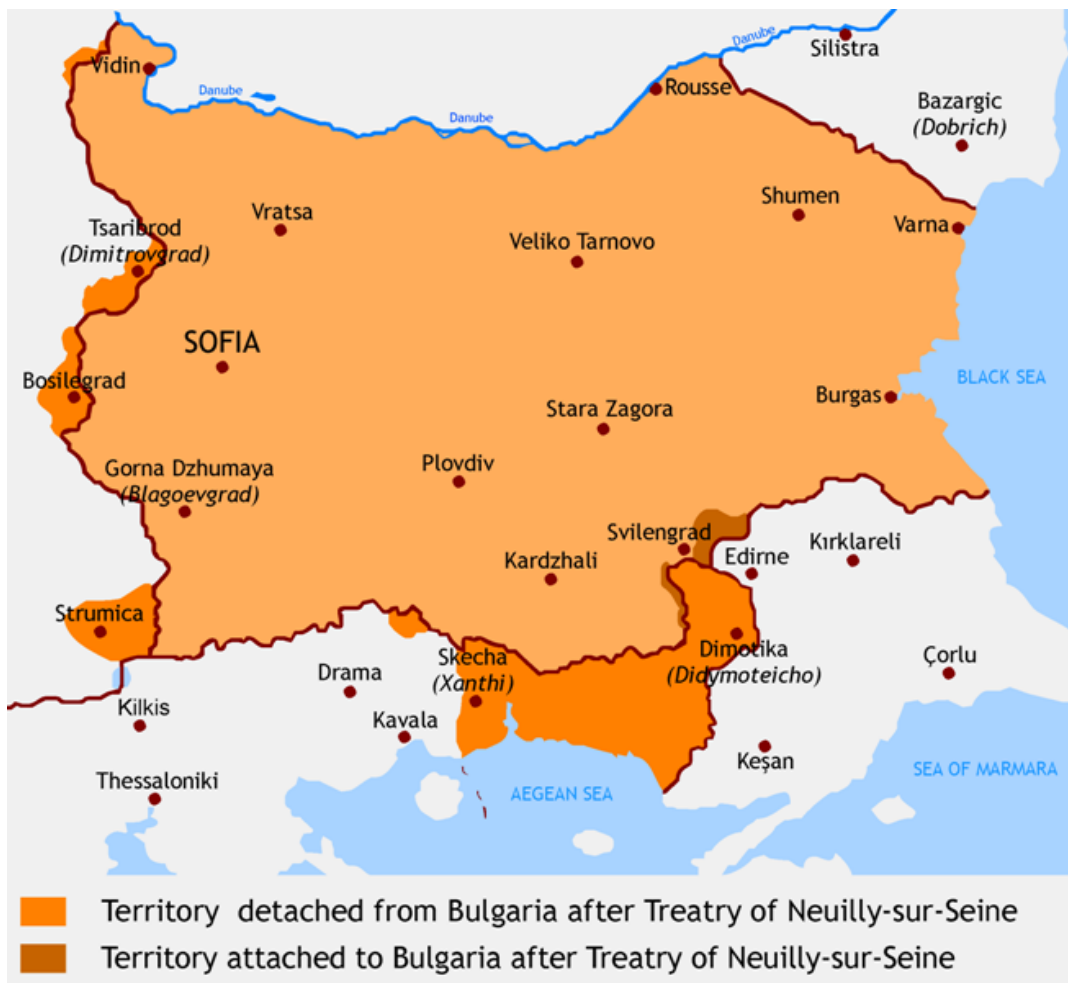 Danube
Silistra
Vidin
Danube
Rousse
Bazargic
(Dobrich)
Danube
Shumen
Vratsa
Varna
Tsaribrod
(Dimitrovgrad)
Veliko Tarnovo
SOFIA
BLACK SEA
Bosilegrad
Burgas
Stara Zagora
Plovdiv
Gorna Dzhumaya
(Blagoevgrad)
Svilengrad
Kırklareli
Edirne
Kardzhali
Strumica
Dimotika
(Didymoteicho)
Skecha
(Xanthi)
Çorlu
Drama
Kilkis
Kavala
Keşan
SEA OF MARMARA
Thessaloniki
AEGEAN SEA
Territory detached from Bulgaria after Treatry of Neuilly-sur-Seine
Territory attached to Bulgaria after Treatry of Neuilly-sur-Seine